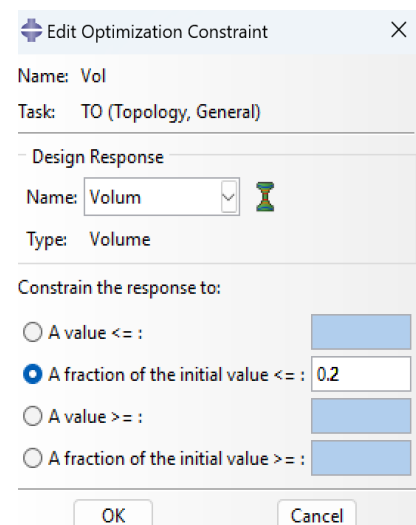 Edit Optimization Constraint
Name: Vol
Task: TO (Topology, General)
Design Response
Name: Volum
Type: Volume
Constrain the response to:
A value <= :
A fraction of the initial value <= : 0.2
A value >= :
A fraction of the initial value >= :
OK Cancel